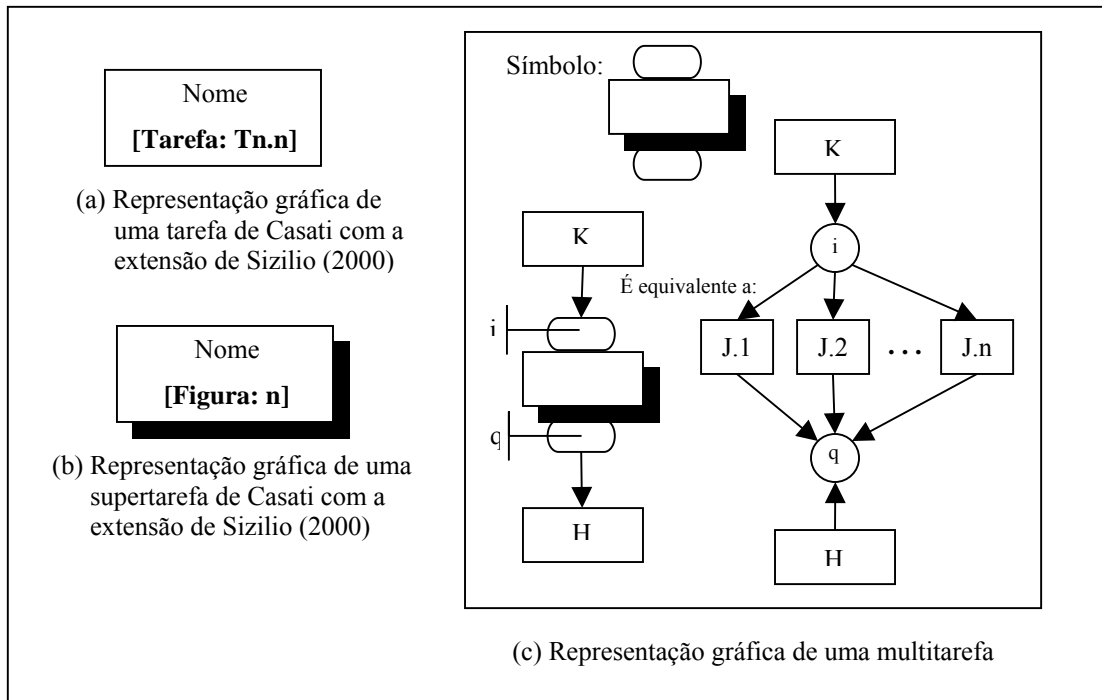 Nome
[Tarefa: Tn.n]
(a) Representação gráfica de
uma tarefa de Casati com a
extensão de Sizilio (2000)
Nome
[Figura: n]
(b) Representação gráfica de uma
supertarefa de Casati com a
extensão de Sizilio (2000)
Símbolo:
K
i
q
H
É equivalente a:
K
i
J.1
J.2
...
J.n
q
H
(c) Representação gráfica de uma multitarefa